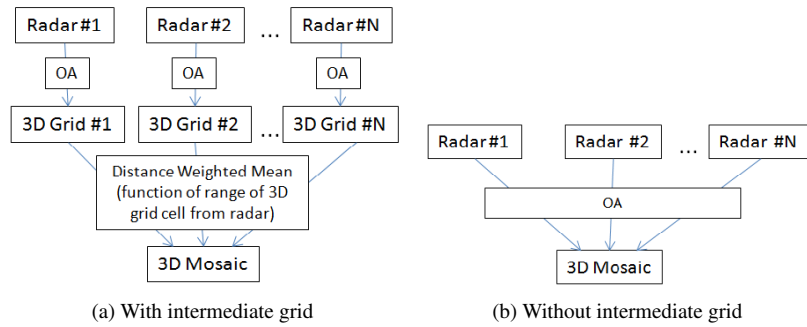 Radar #1 Radar #2 ... Radar #N
OA OA OA
3D Grid #1 3D Grid #2 ... 3D Grid #N
Distance Weighted Mean
(function of range of 3D
grid cell from radar)
3D Mosaic
(a) With intermediate grid
Radar #1 Radar #2 ... Radar #N
OA
3D Mosaic
(b) Without intermediate grid